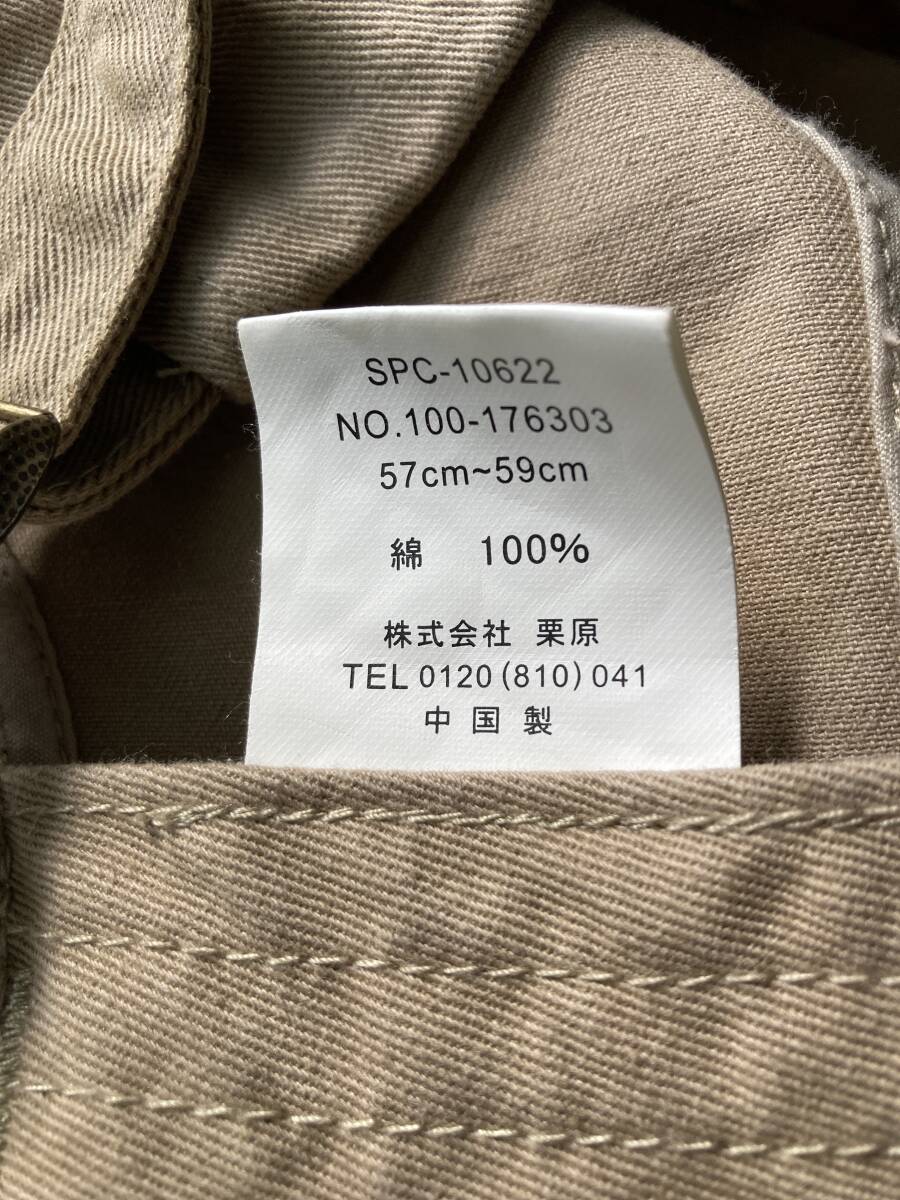 SPC-10622
NO.100-176303
57cm~59cm
綿 100%
株式会社 栗原
TEL 0120(810)041
中国製